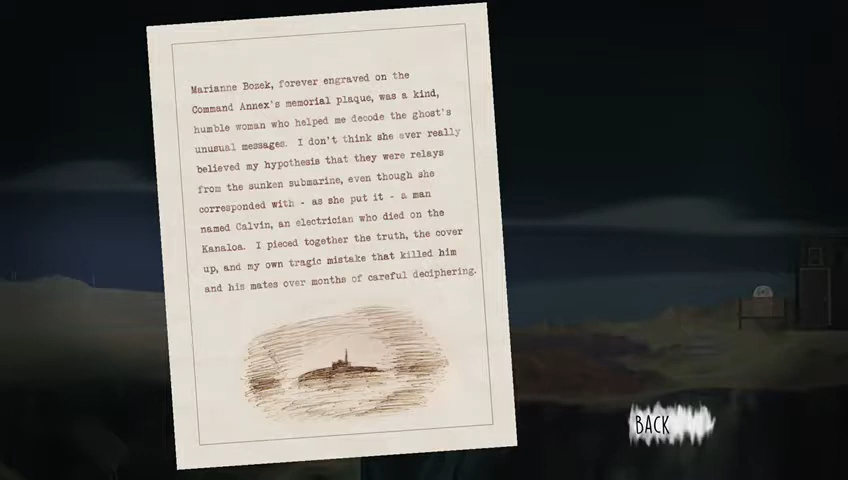 Marianne Bozek, forever engraved on the
Command Annex's memorial plaque, was a kind,
humble woman who helped me decode the ghost's
unusual messages. I don't think she ever really
believed my hypothesis that they were relays
from the sunken submarine, even though she
corresponded with - as she put it - a man
named Calvin, an electrician who died on the
Kanaloa. I pieced together the truth, the cover
up, and my own tragic mistake that killed him
and his mates over months of careful deciphering.
BACK